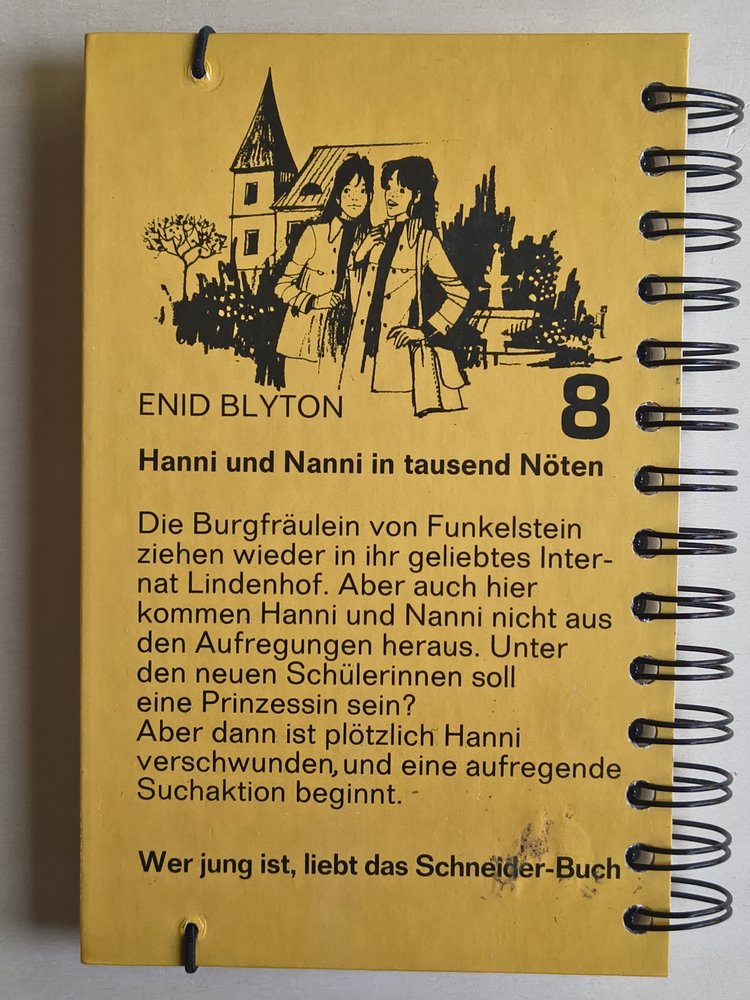 ENID BLYTON
8
Hanni und Nanni in tausend Nöten
Die Burgfräulein von Funkelstein
ziehen wieder in ihr geliebtes Inter-
nat Lindenhof. Aber auch hier
kommen Hanni und Nanni nicht aus
den Aufregungen heraus. Unter
den neuen Schülerinnen soll
eine Prinzessin sein?
Aber dann ist plötzlich Hanni
verschwunden, und eine aufregende
Suchaktion beginnt.
Wer jung ist, liebt das Schneider-Buch